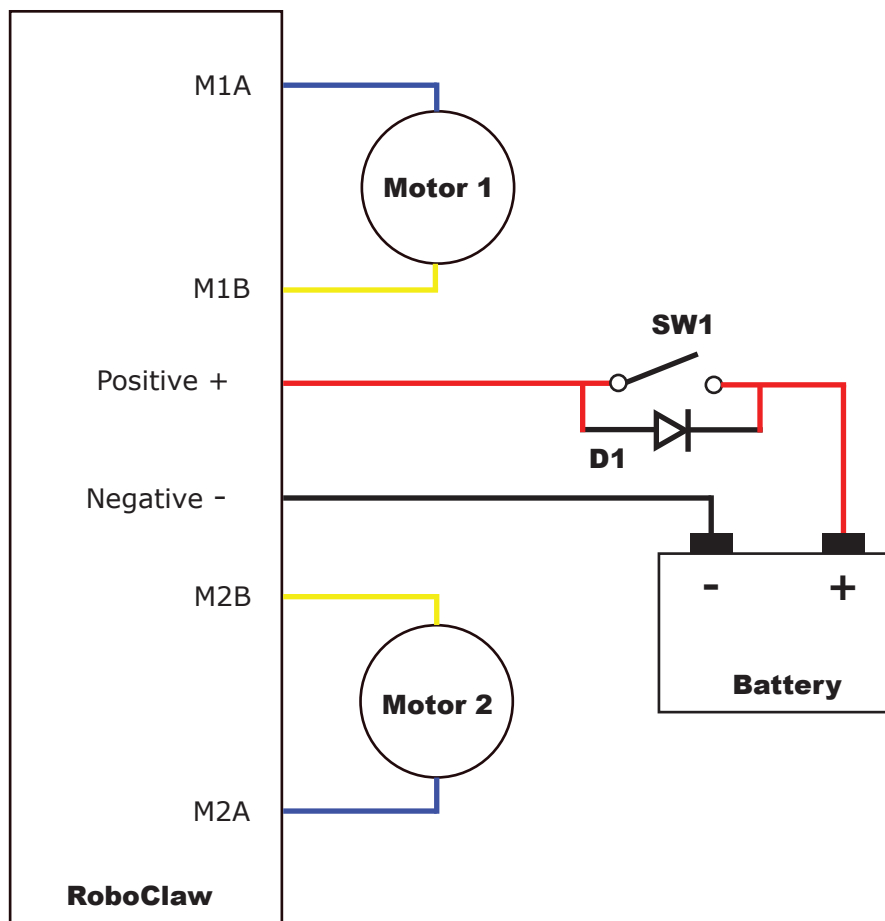 M1A
Motor 1
M1B
SW1
Positive +
D1
Negative -
- +
M2B
Battery
Motor 2
M2A
RoboClaw